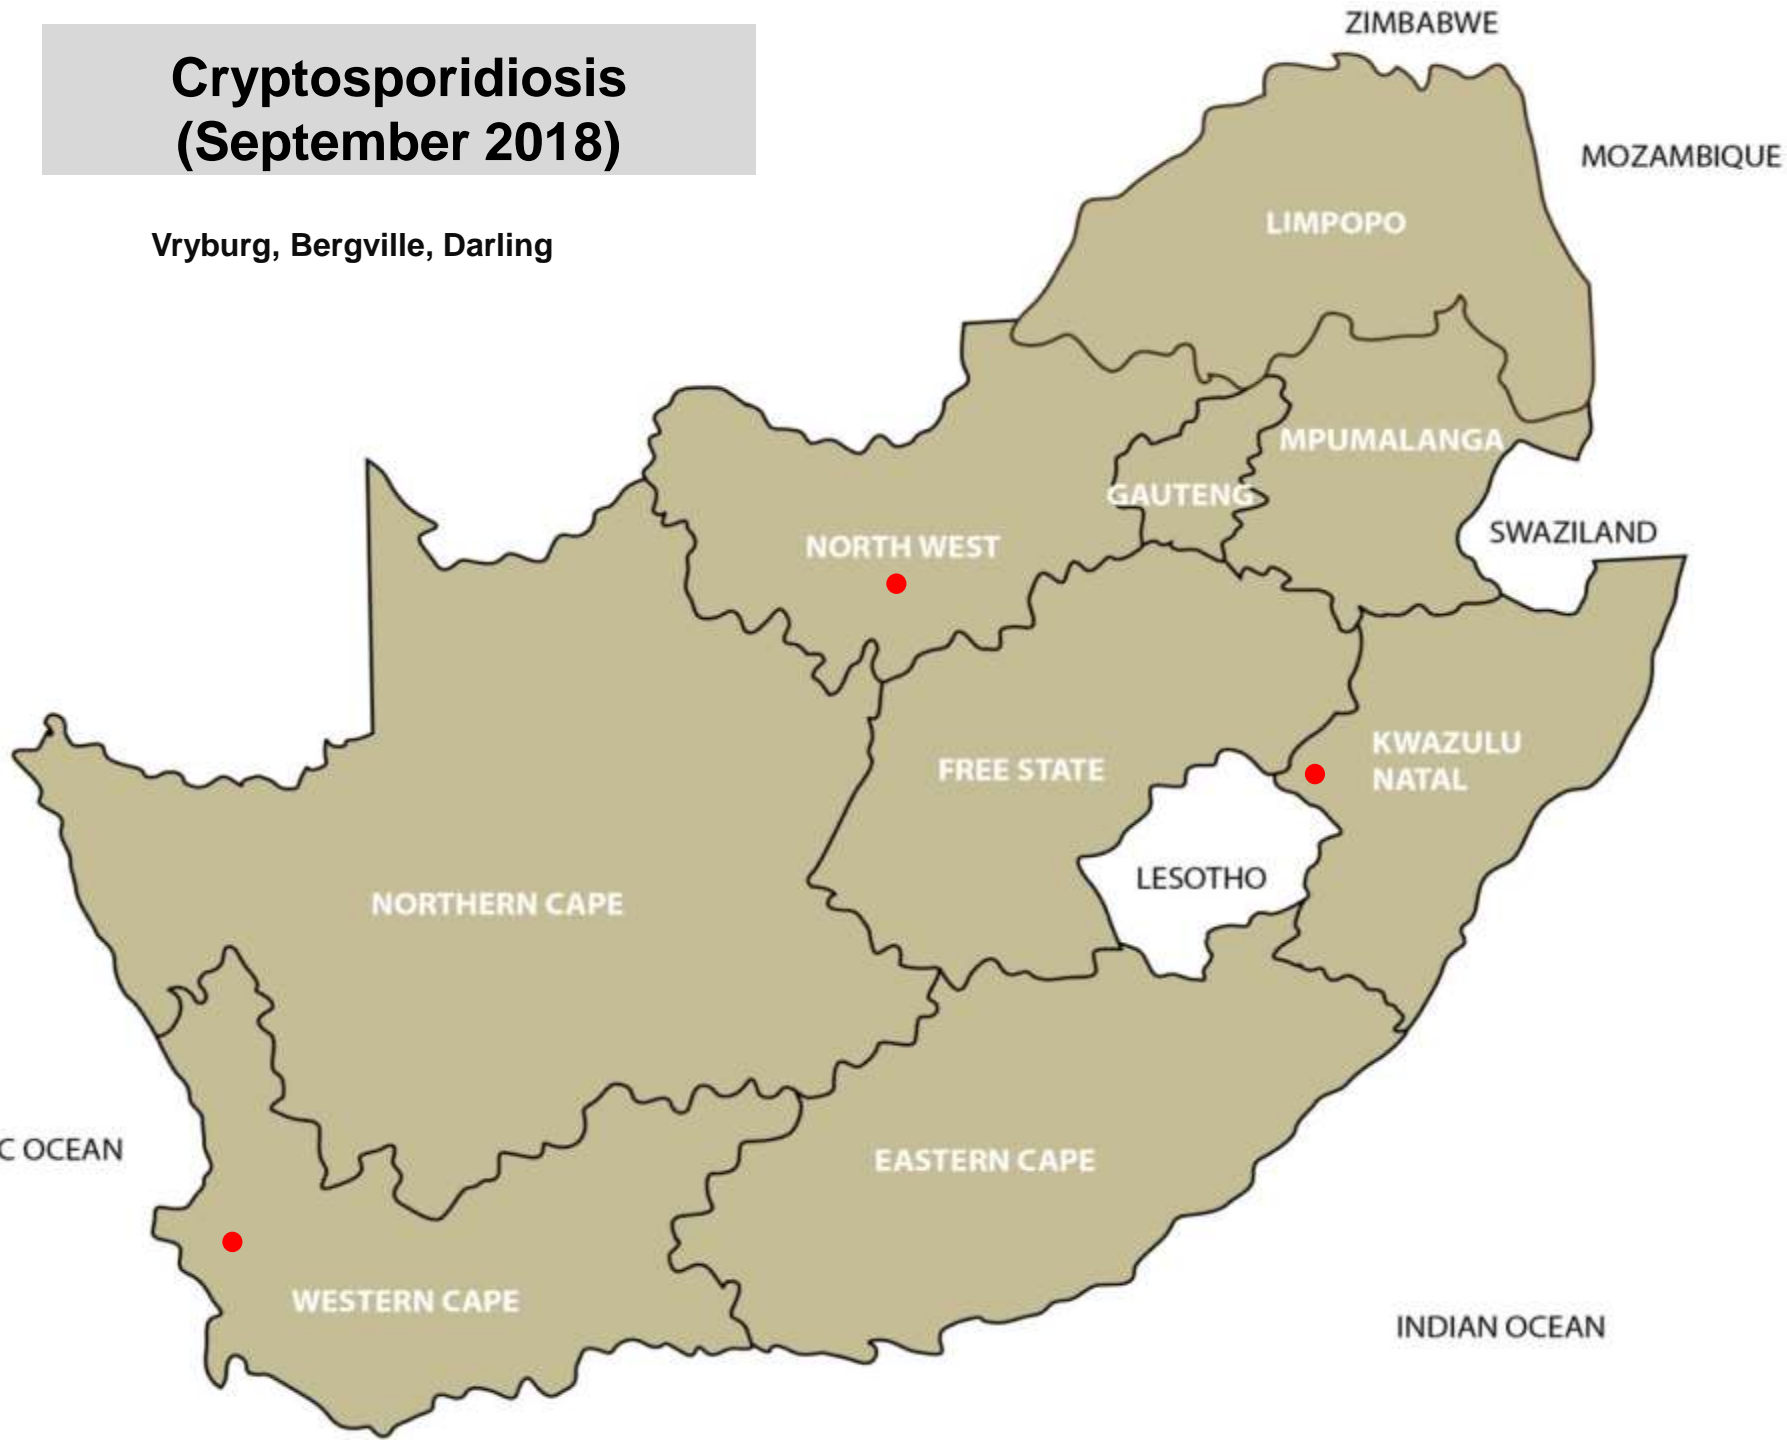 Cryptosporidiosis
(September 2018)
Vryburg, Bergville, Darling
ZIMBABWE
MOZAMBIQUE
LIMPOPO
MPUMALANGA
GAUTENG
SWAZILAND
NORTH WEST
KWAZULU
NATAL
FREE STATE
LESOTHO
NORTHERN CAPE
C OCEAN
EASTERN CAPE
WESTERN CAPE
INDIAN OCEAN